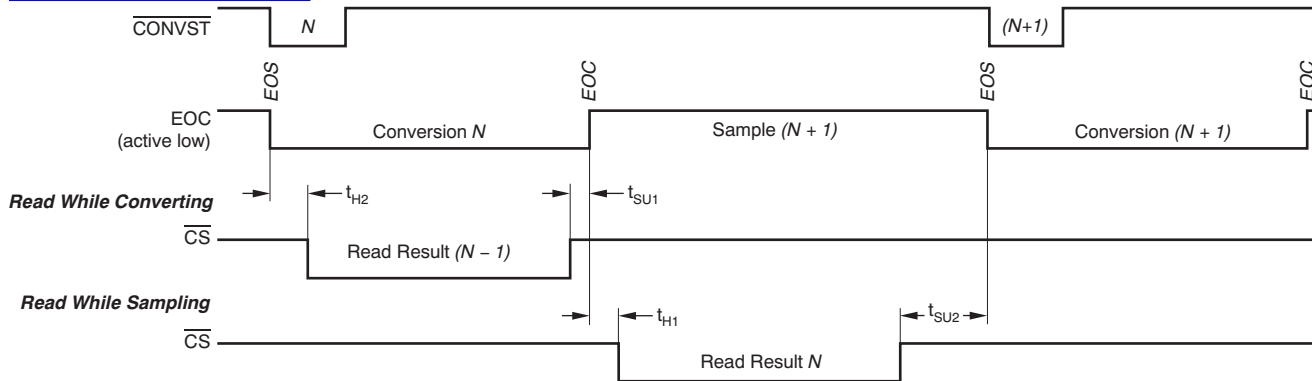 CONVST
N
(N+1)
EOS
EOC
EOS
EOC
EOC
(active low)
Conversion N
Sample (N + 1)
Conversion (N + 1)
Read While Converting
tH2
tSU1
CS
Read Result (N − 1)
Read While Sampling
tH1
tSU2
CS
Read Result N